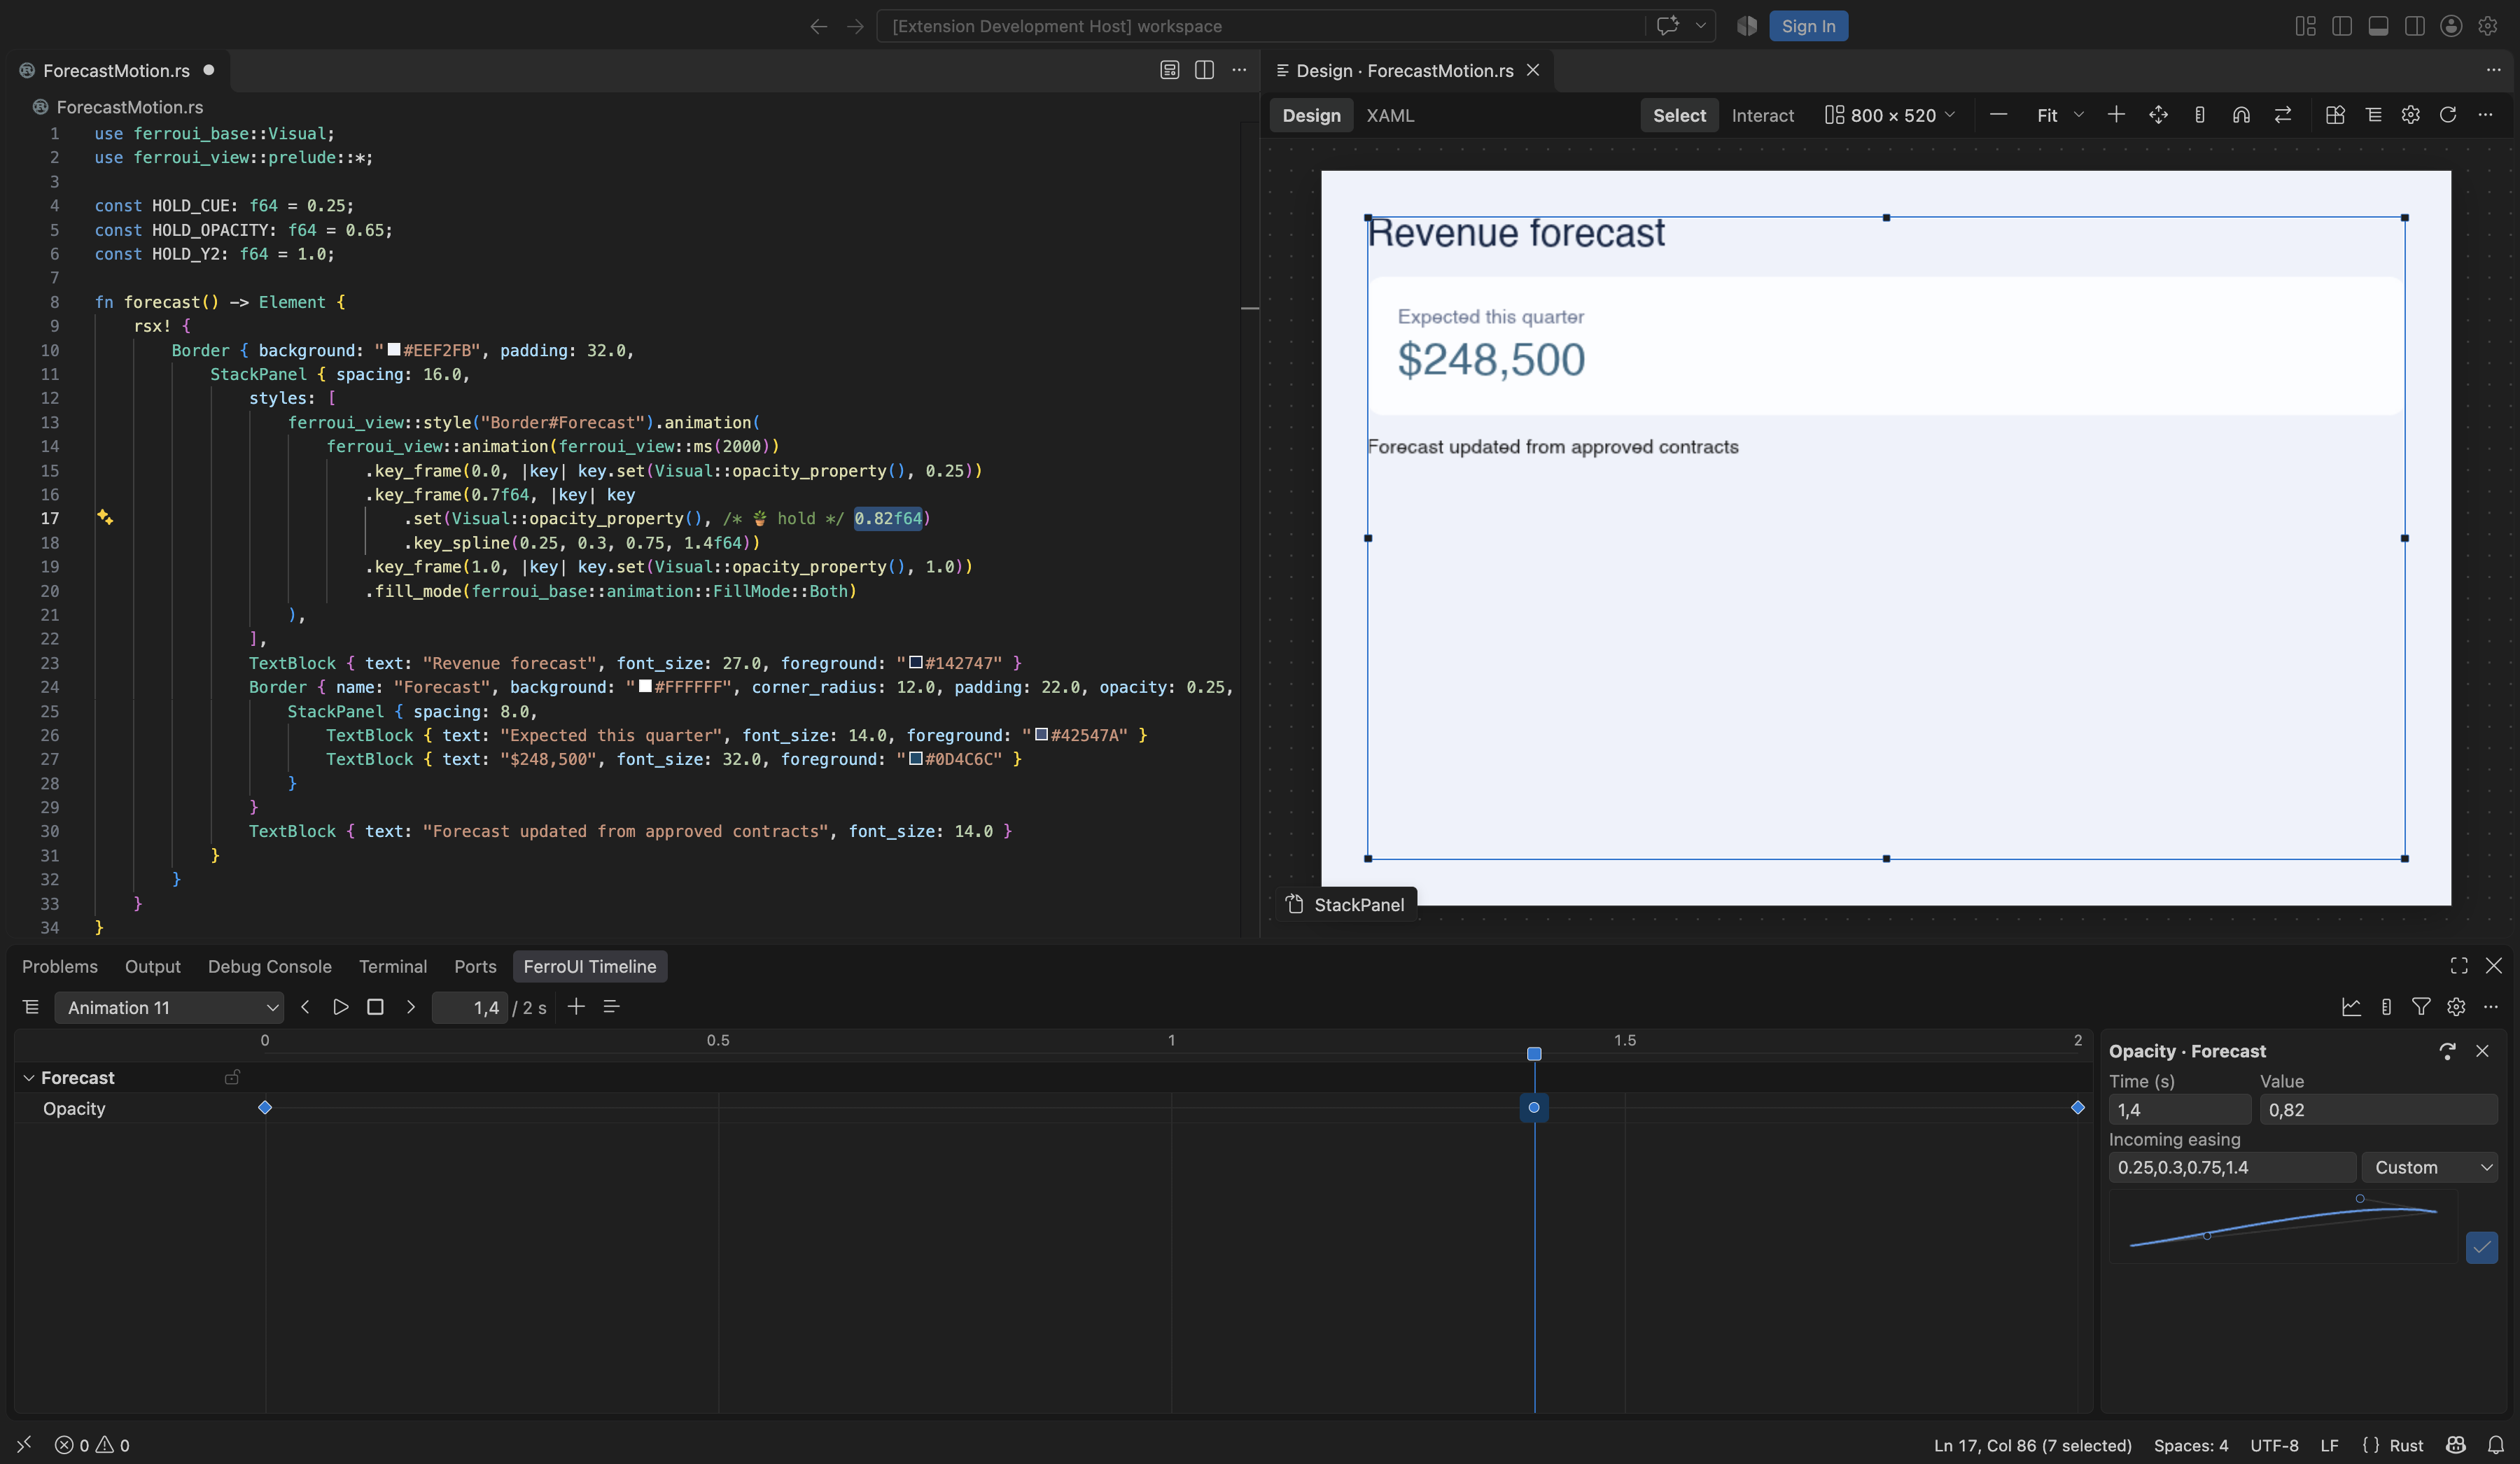 [Extension Development Host] workspace
Sign In
ForecastMotion.rs
Design · ForecastMotion.rs
ForecastMotion.rs
Design
XAML
Select
Interact
800 × 520
Fit
1 use ferroui_base::Visual;
2 use ferroui_view::prelude::*;
3
4 const HOLD_CUE: f64 = 0.25;
5 const HOLD_OPACITY: f64 = 0.65;
6 const HOLD_Y2: f64 = 1.0;
7
8 fn forecast() -> Element {
9 rsx! {
10 Border { background: "#EEF2FB", padding: 32.0,
11 StackPanel { spacing: 16.0,
12 styles: [
13 ferroui_view::style("Border#Forecast").animation(
14 ferroui_view::animation(ferroui_view::ms(2000))
15 .key_frame(0.0, |key| key.set(Visual::opacity_property(), 0.25))
16 .key_frame(0.7f64, |key| key
17 .set(Visual::opacity_property(), /* 🪴 hold */ 0.82f64)
18 .key_spline(0.25, 0.3, 0.75, 1.4f64))
19 .key_frame(1.0, |key| key.set(Visual::opacity_property(), 1.0))
20 .fill_mode(ferroui_base::animation::FillMode::Both)
21 ),
22 ],
23 TextBlock { text: "Revenue forecast", font_size: 27.0, foreground: "#142747" }
24 Border { name: "Forecast", background: "#FFFFFF", corner_radius: 12.0, padding: 22.0, opacity: 0.25,
25 StackPanel { spacing: 8.0,
26 TextBlock { text: "Expected this quarter", font_size: 14.0, foreground: "#42547A" }
27 TextBlock { text: "$248,500", font_size: 32.0, foreground: "#0D4C6C" }
28 }
29 }
30 TextBlock { text: "Forecast updated from approved contracts", font_size: 14.0 }
31 }
32 }
33 }
34 }
Revenue forecast
Expected this quarter
$248,500
Forecast updated from approved contracts
StackPanel
Problems
Output
Debug Console
Terminal
Ports
FerroUI Timeline
Animation 11
1,4 / 2 s
0 0.5 1 1.5 2
Forecast
Opacity
Opacity · Forecast
Time (s) Value
1,4 0,82
Incoming easing
0.25,0.3,0.75,1.4 Custom
0 0
Ln 17, Col 86 (7 selected)
Spaces: 4
UTF-8
LF
{ } Rust